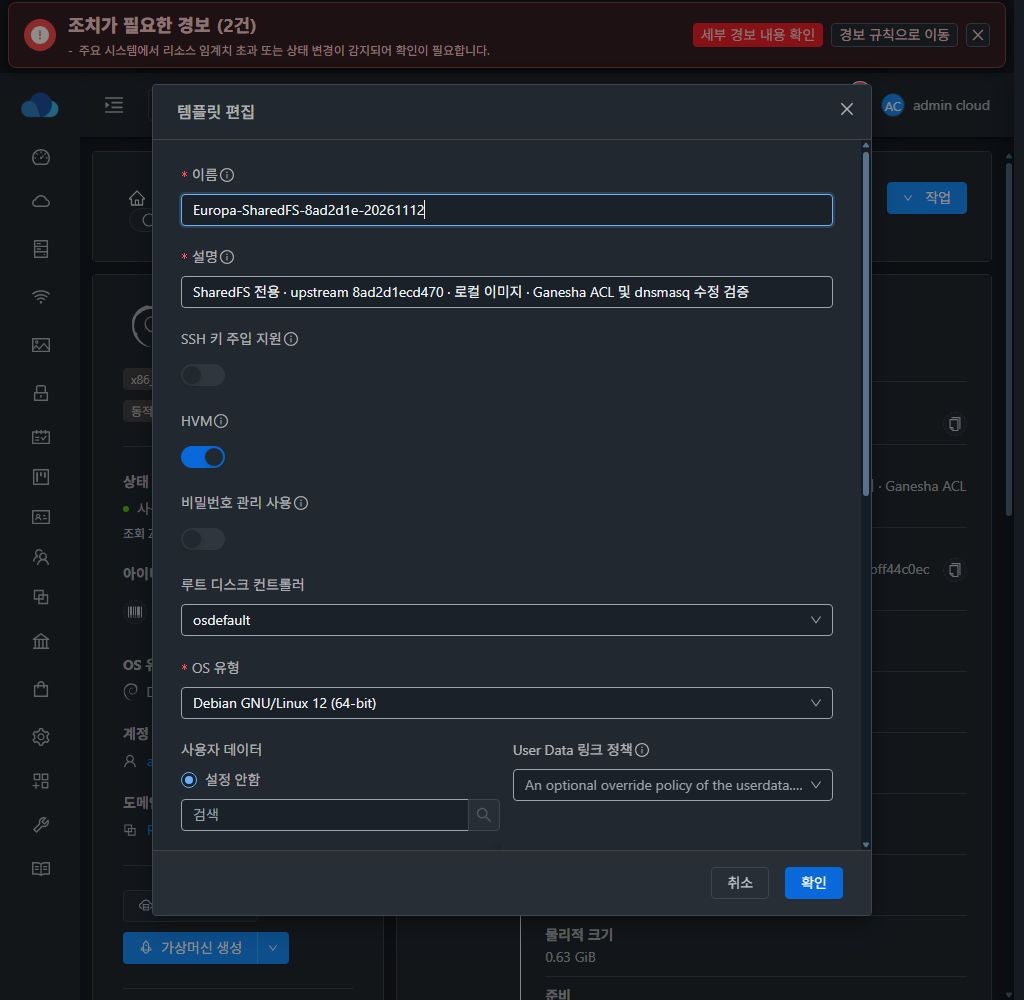 조치가 필요한 경보 (2건)
- 주요 시스템에서 리소스 임계치 초과 또는 상태 변경이 감지되어 확인이 필요합니다.
세부 경보 내용 확인
경보 규칙으로 이동
AC admin cloud
작업
템플릿 편집
* 이름
Europa-SharedFS-8ad2d1e-20261112
* 설명
SharedFS 전용 · upstream 8ad2d1ecd470 · 로컬 이미지 · Ganesha ACL 및 dnsmasq 수정 검증
SSH 키 주입 지원
HVM
비밀번호 관리 사용
루트 디스크 컨트롤러
osdefault
* OS 유형
Debian GNU/Linux 12 (64-bit)
사용자 데이터
설정 안함
검색
User Data 링크 정책
An optional override policy of the userdata....
취소
확인
x86_
동적
상태
조회
OS
계정
· Ganesha ACL
off44c0ec
가상머신 생성
물리적 크기
0.63 GiB
준비